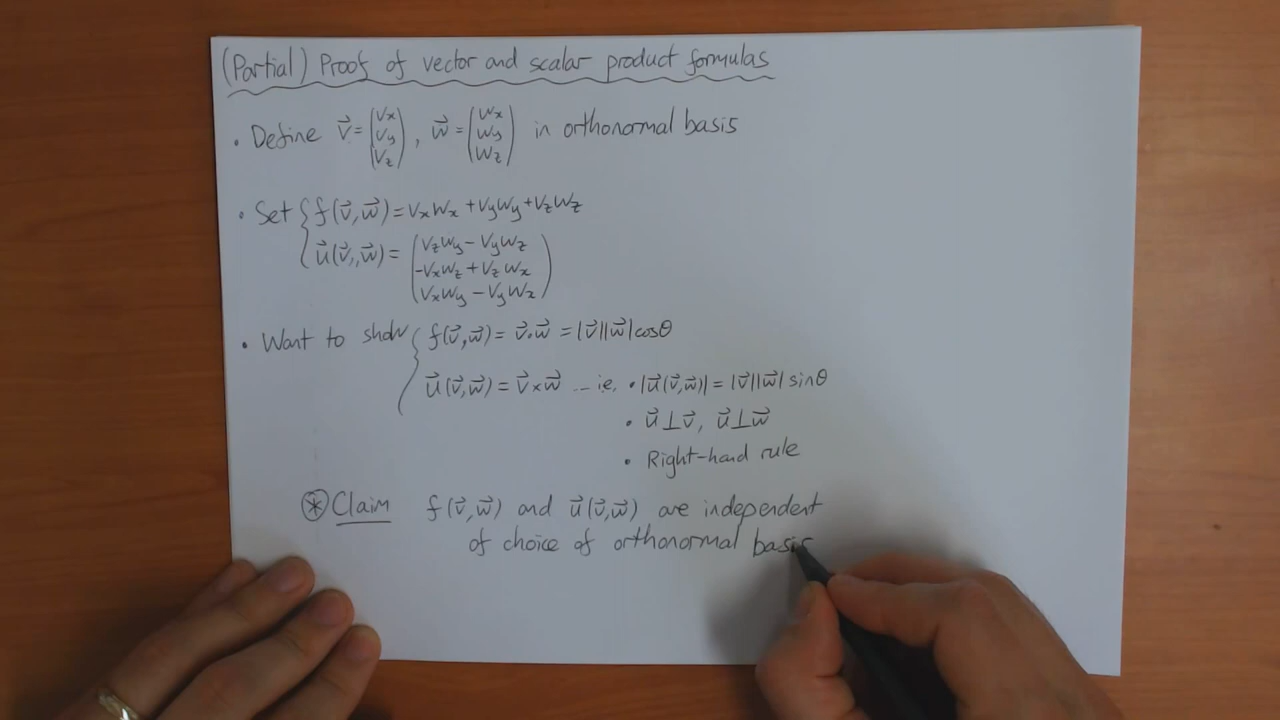 (Partial) Proof of vector and scalar product formulas
• Define v⃗ = (vx vy vz), w⃗ = (wx wy wz) in orthonormal basis
• Set { f(v⃗,w⃗) = vxwx + vywy + vzwz
u⃗(v⃗,w⃗) = (vzwy − vywz
-vxwz + vzwx
vxwy − vywx)
• Want to show { f(v⃗,w⃗) = v⃗·w⃗ = |v⃗||w⃗|cosθ
u⃗(v⃗,w⃗) = v⃗×w⃗ ... i.e. • |u⃗(v⃗,w⃗)| = |v⃗||w⃗| sinθ
• u⃗⊥v⃗, u⃗⊥w⃗
• Right-hand rule
⊛ Claim f(v⃗,w⃗) and u⃗(v⃗,w⃗) are independent
of choice of orthonormal basis